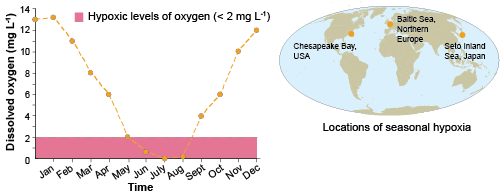 14
12
10
8
6
4
2
0
Dissolved oxygen (mg L-1)
Hypoxic levels of oxygen (< 2 mg L-1)
Jan Feb Mar Apr May Jun July Aug Sept Oct Nov Dec
Time
Chesapeake Bay,
USA
Baltic Sea,
Northern
Europe
Seto Inland
Sea, Japan
Locations of seasonal hypoxia